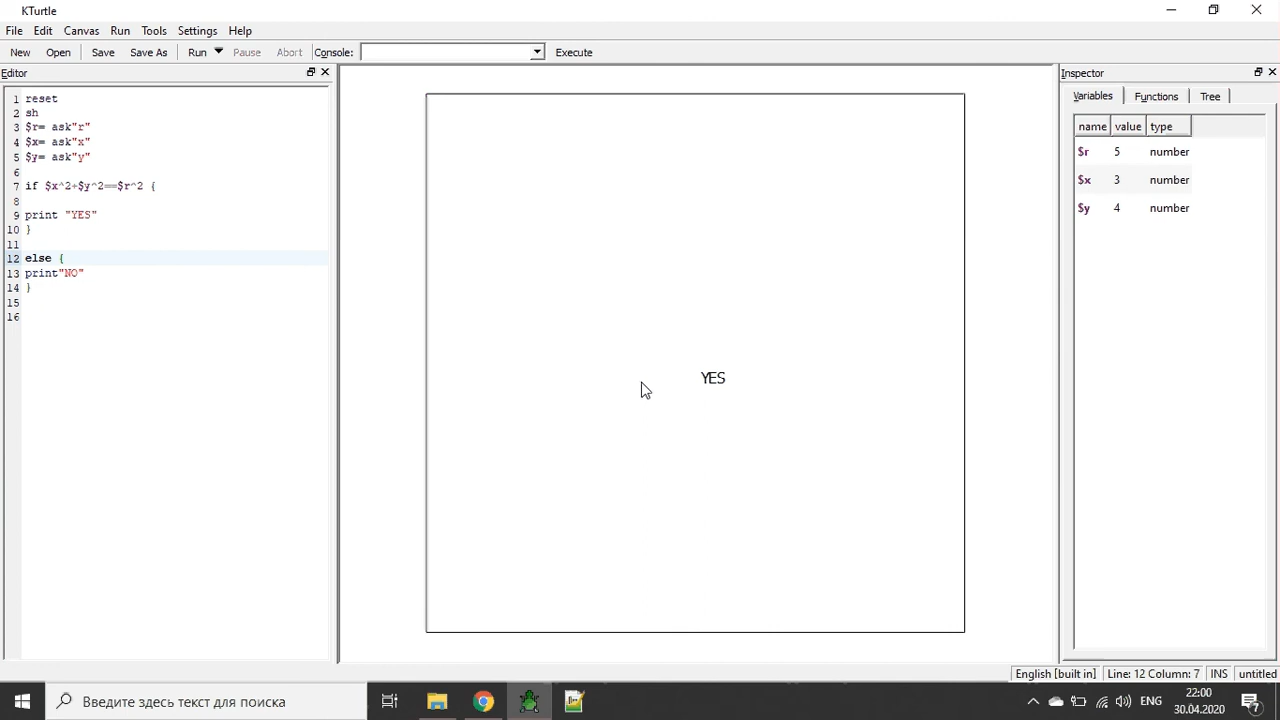 KTurtle
File Edit Canvas Run Tools Settings Help
New Open Save Save As Run Pause Abort Console: Execute
Editor
1 reset
2 sh
3 $r= ask"r"
4 $x= ask"x"
5 $y= ask"y"
6
7 if $x^2+$y^2==$r^2 {
8
9 print "YES"
10 }
11
12 else {
13 print"NO"
14 }
15
16
YES
Inspector
Variables Functions Tree
name value type
$r 5 number
$x 3 number
$y 4 number
English [built in] Line: 12 Column: 7 INS untitled
Введите здесь текст для поиска
ENG
22:00
30.04.2020
7